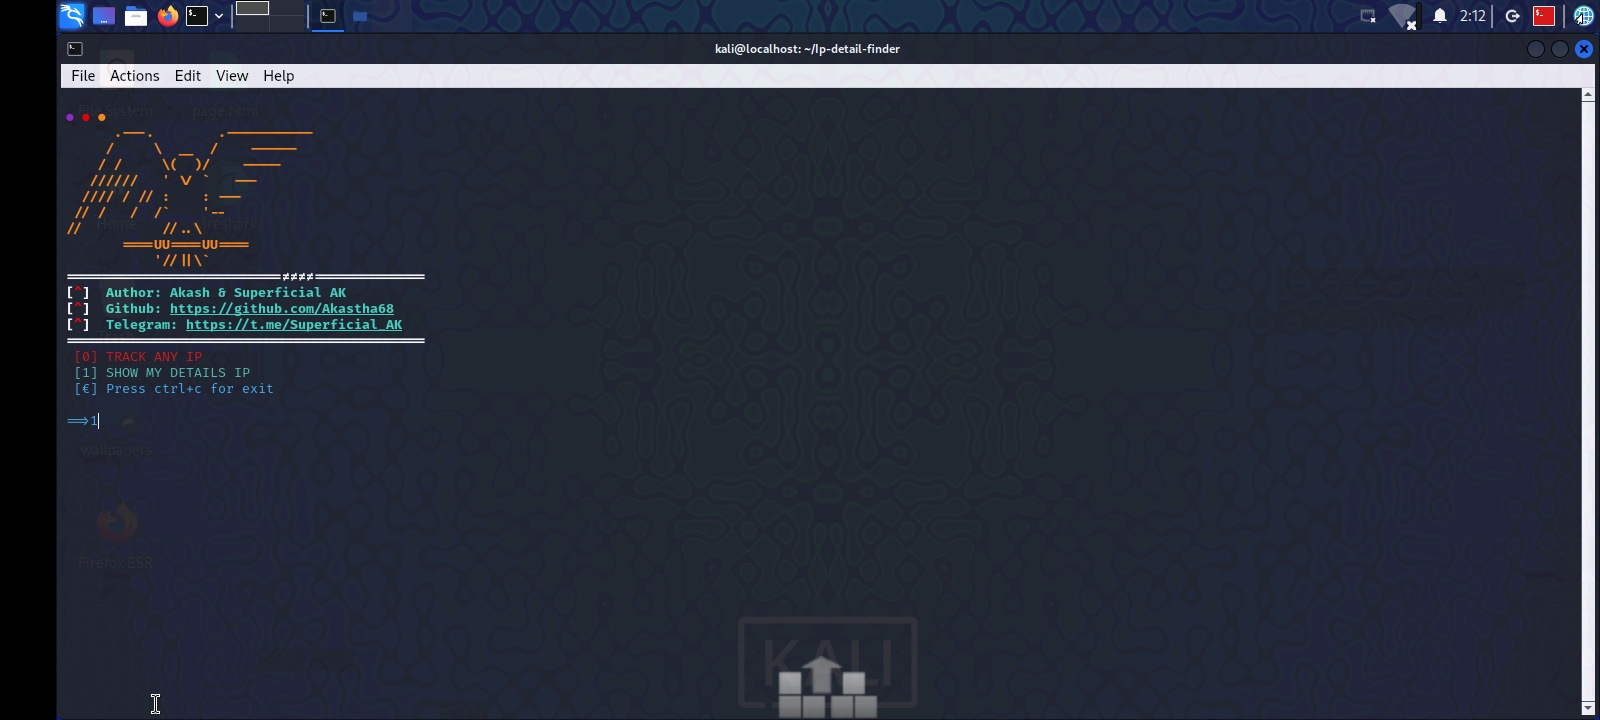 2:12
kali@localhost: ~/Ip-detail-finder
File Actions Edit View Help
File System
page.html
Home
[^] Author: Akash & Superficial AK
[^] Github: https://github.com/Akastha68
[^] Telegram: https://t.me/Superficial_AK
[0] TRACK ANY IP
[1] SHOW MY DETAILS IP
[€] Press ctrl+c for exit
==>1
wallpapers
Firefox ESR
KALI